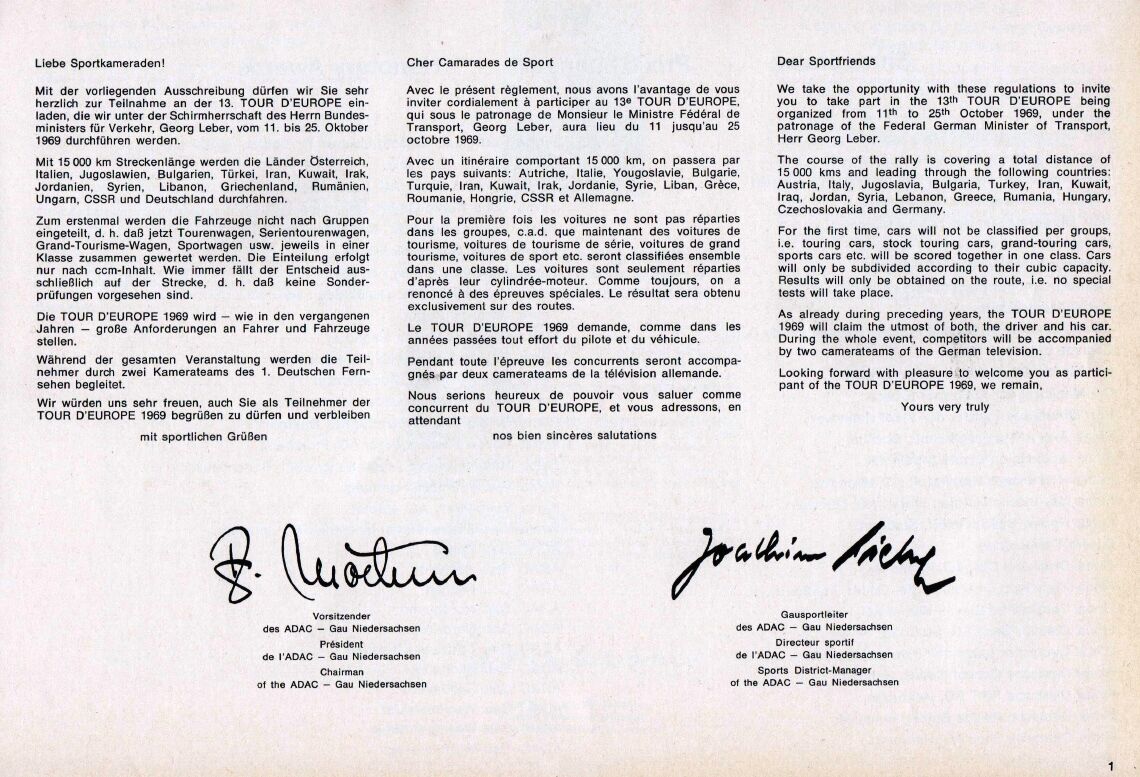 Liebe Sportkameraden!
Mit der vorliegenden Ausschreibung dürfen wir Sie sehr
herzlich zur Teilnahme an der 13. TOUR D'EUROPE ein-
laden, die wir unter der Schirmherrschaft des Herrn Bundes-
ministers für Verkehr, Georg Leber, vom 11. bis 25. Oktober
1969 durchführen werden.
Mit 15 000 km Streckenlänge werden die Länder Österreich,
Italien, Jugoslawien, Bulgarien, Türkei, Iran, Kuwait, Irak,
Jordanien, Syrien, Libanon, Griechenland, Rumänien,
Ungarn, CSSR und Deutschland durchfahren.
Zum erstenmal werden die Fahrzeuge nicht nach Gruppen
eingeteilt, d. h. daß jetzt Tourenwagen, Serientourenwagen,
Grand-Tourisme-Wagen, Sportwagen usw. jeweils in einer
Klasse zusammen gewertet werden. Die Einteilung erfolgt
nur nach ccm-Inhalt. Wie immer fällt der Entscheid aus-
schließlich auf der Strecke, d. h. daß keine Sonder-
prüfungen vorgesehen sind.
Die TOUR D'EUROPE 1969 wird – wie in den vergangenen
Jahren – große Anforderungen an Fahrer und Fahrzeuge
stellen.
Während der gesamten Veranstaltung werden die Teil-
nehmer durch zwei Kamerateams des 1. Deutschen Fern-
sehen begleitet.
Wir würden uns sehr freuen, auch Sie als Teilnehmer der
TOUR D'EUROPE 1969 begrüßen zu dürfen und verbleiben
mit sportlichen Grüßen
Cher Camarades de Sport
Avec le présent règlement, nous avons l'avantage de vous
inviter cordialement à participer au 13e TOUR D'EUROPE,
qui sous le patronage de Monsieur le Ministre Fédéral de
Transport, Georg Leber, aura lieu du 11 jusqu'au 25
octobre 1969.
Avec un itinéraire comportant 15 000 km, on passera par
les pays suivants: Autriche, Italie, Yougoslavie, Bulgarie,
Turquie, Iran, Kuwait, Irak, Jordanie, Syrie, Liban, Grèce,
Roumanie, Hongrie, CSSR et Allemagne.
Pour la première fois les voitures ne sont pas réparties
dans les groupes, c.a.d. que maintenant des voitures de
tourisme, voitures de tourisme de série, voitures de grand
tourisme, voitures de sport etc. seront classifiées ensemble
dans une classe. Les voitures sont seulement réparties
d'après leur cylindrée-moteur. Comme toujours, on a
renoncé à des épreuves spéciales. Le résultat sera obtenu
exclusivement sur des routes.
Le TOUR D'EUROPE 1969 demande, comme dans les
années passées tout effort du pilote et du véhicule.
Pendant toute l'épreuve les concurrents seront accompa-
gnés par deux camerateams de la télévision allemande.
Nous serions heureux de pouvoir vous saluer comme
concurrent du TOUR D'EUROPE, et vous adressons, en
attendant
nos bien sincères salutations
Dear Sportfriends
We take the opportunity with these regulations to invite
you to take part in the 13th TOUR D'EUROPE being
organized from 11th to 25th October 1969, under the
patronage of the Federal German Minister of Transport,
Herr Georg Leber.
The course of the rally is covering a total distance of
15 000 kms and leading through the following countries:
Austria, Italy, Jugoslavia, Bulgaria, Turkey, Iran, Kuwait,
Iraq, Jordan, Syria, Lebanon, Greece, Rumania, Hungary,
Czechoslovakia and Germany.
For the first time, cars will not be classified per groups,
i.e. touring cars, stock touring cars, grand-touring cars,
sports cars etc. will be scored together in one class. Cars
will only be subdivided according to their cubic capacity.
Results will only be obtained on the route, i.e. no special
tests will take place.
As already during preceding years, the TOUR D'EUROPE
1969 will claim the utmost of both, the driver and his car.
During the whole event, competitors will be accompanied
by two camerateams of the German television.
Looking forward with pleasure to welcome you as partici-
pant of the TOUR D'EUROPE 1969, we remain,
Yours very truly
Vorsitzender
des ADAC – Gau Niedersachsen
Président
de l'ADAC – Gau Niedersachsen
Chairman
of the ADAC – Gau Niedersachsen
Joachim
Gausportleiter
des ADAC – Gau Niedersachsen
Directeur sportif
de l'ADAC – Gau Niedersachsen
Sports District-Manager
of the ADAC – Gau Niedersachsen
1